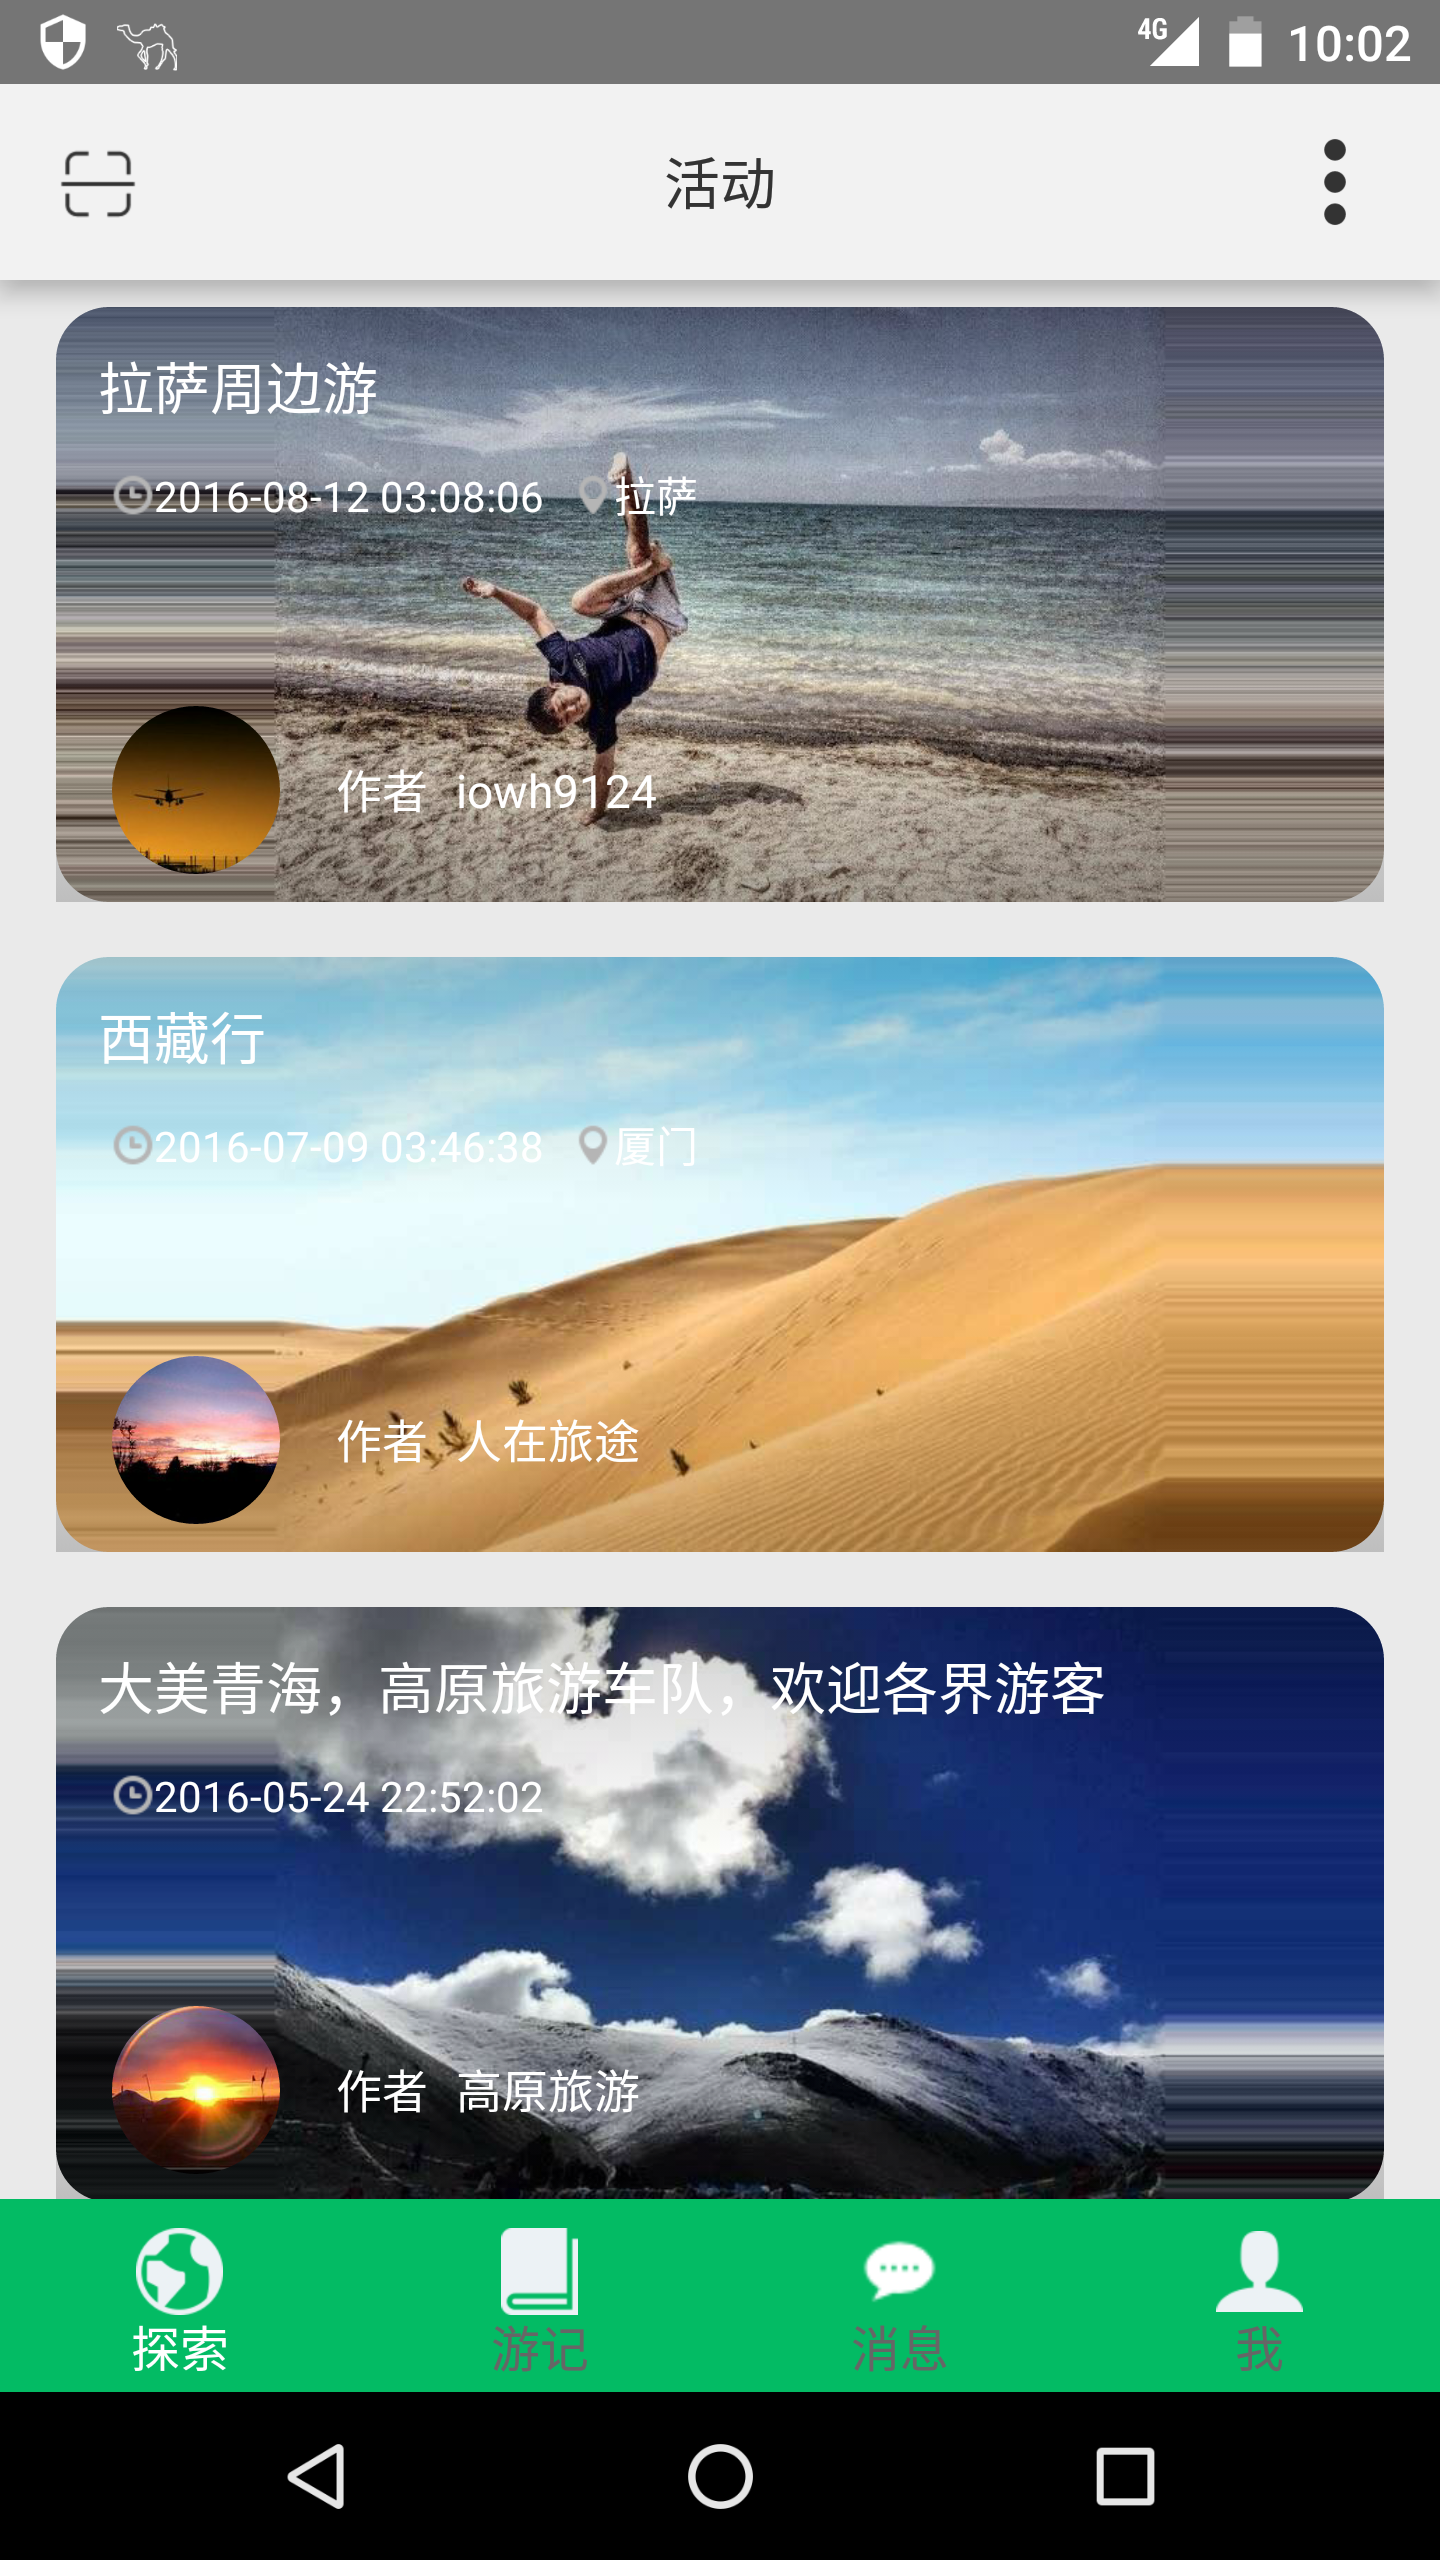 4G 10:02
活动
拉萨周边游
2016-08-12 03:08:06 拉萨
作者 iowh9124
西藏行
2016-07-09 03:46:38 厦门
作者 人在旅途
大美青海，高原旅游车队，欢迎各界游客
2016-05-24 22:52:02
作者 高原旅游
探索 游记 消息 我